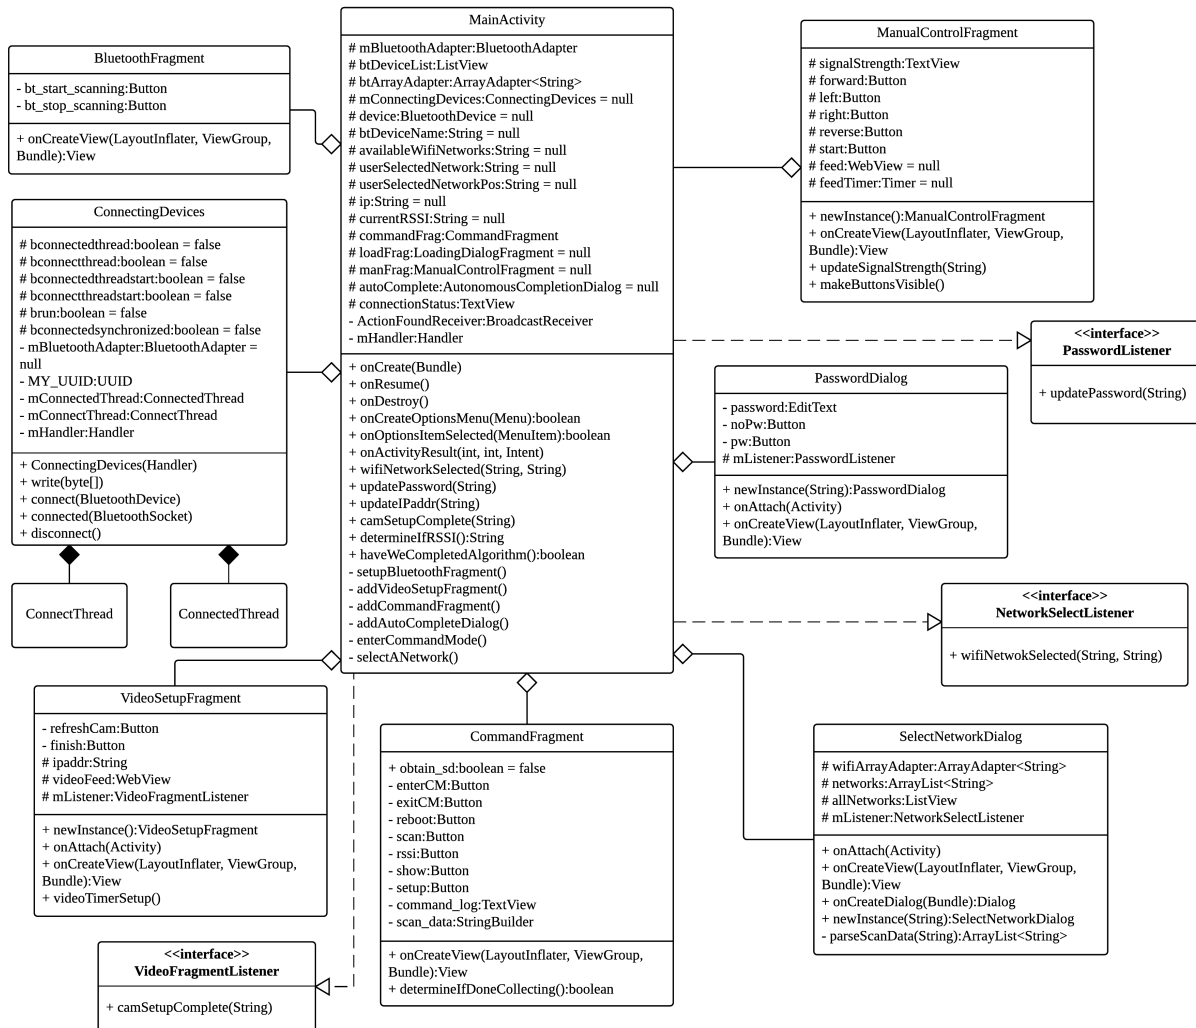 BluetoothFragment
- bt_start_scanning:Button
- bt_stop_scanning:Button
+ onCreateView(LayoutInflater, ViewGroup,
Bundle):View
ConnectingDevices
# bconnectedthread:boolean = false
# bconnectthread:boolean = false
# bconnectedthreadstart:boolean = false
# bconnectthreadstart:boolean = false
# brun:boolean = false
# bconnectedsynchronized:boolean = false
- mBluetoothAdapter:BluetoothAdapter =
null
- MY_UUID:UUID
- mConnectedThread:ConnectedThread
- mConnectThread:ConnectThread
- mHandler:Handler
+ ConnectingDevices(Handler)
+ write(byte[])
+ connect(BluetoothDevice)
+ connected(BluetoothSocket)
+ disconnect()
ConnectThread
ConnectedThread
VideoSetupFragment
- refreshCam:Button
- finish:Button
# ipaddr:String
# videoFeed:WebView
# mListener:VideoFragmentListener
+ newInstance():VideoSetupFragment
+ onAttach(Activity)
+ onCreateView(LayoutInflater, ViewGroup,
Bundle):View
+ videoTimerSetup()
<<interface>>
VideoFragmentListener
+ camSetupComplete(String)
MainActivity
# mBluetoothAdapter:BluetoothAdapter
# btDeviceList:ListView
# btArrayAdapter:ArrayAdapter<String>
# mConnectingDevices:ConnectingDevices = null
# device:BluetoothDevice = null
# btDeviceName:String = null
# availableWifiNetworks:String = null
# userSelectedNetwork:String = null
# userSelectedNetworkPos:String = null
# ip:String = null
# currentRSSI:String = null
# commandFrag:CommandFragment
# loadFrag:LoadingDialogFragment = null
# manFrag:ManualControlFragment = null
# autoComplete:AutonomousCompletionDialog = null
# connectionStatus:TextView
- ActionFoundReceiver:BroadcastReceiver
- mHandler:Handler
+ onCreate(Bundle)
+ onResume()
+ onDestroy()
+ onCreateOptionsMenu(Menu):boolean
+ onOptionsItemSelected(MenuItem):boolean
+ onActivityResult(int, int, Intent)
+ wifiNetworkSelected(String, String)
+ updatePassword(String)
+ updateIPaddr(String)
+ camSetupComplete(String)
+ determineIfRSSI():String
+ haveWeCompletedAlgorithm():boolean
- setupBluetoothFragment()
- addVideoSetupFragment()
- addCommandFragment()
- addAutoCompleteDialog()
- enterCommandMode()
- selectANetwork()
CommandFragment
+ obtain_sd:boolean = false
- enterCM:Button
- exitCM:Button
- reboot:Button
- scan:Button
- rssi:Button
- show:Button
- setup:Button
- command_log:TextView
- scan_data:StringBuilder
+ onCreateView(LayoutInflater, ViewGroup,
Bundle):View
+ determineIfDoneCollecting():boolean
ManualControlFragment
# signalStrength:TextView
# forward:Button
# left:Button
# right:Button
# reverse:Button
# start:Button
# feed:WebView = null
# feedTimer:Timer = null
+ newInstance():ManualControlFragment
+ onCreateView(LayoutInflater, ViewGroup,
Bundle):View
+ updateSignalStrength(String)
+ makeButtonsVisible()
<<interface>>
PasswordListener
+ updatePassword(String)
PasswordDialog
- password:EditText
- noPw:Button
- pw:Button
# mListener:PasswordListener
+ newInstance(String):PasswordDialog
+ onAttach(Activity)
+ onCreateView(LayoutInflater, ViewGroup,
Bundle):View
<<interface>>
NetworkSelectListener
+ wifiNetwokSelected(String, String)
SelectNetworkDialog
# wifiArrayAdapter:ArrayAdapter<String>
# networks:ArrayList<String>
# allNetworks:ListView
# mListener:NetworkSelectListener
+ onAttach(Activity)
+ onCreateView(LayoutInflater, ViewGroup,
Bundle):View
+ onCreateDialog(Bundle):Dialog
+ newInstance(String):SelectNetworkDialog
- parseScanData(String):ArrayList<String>